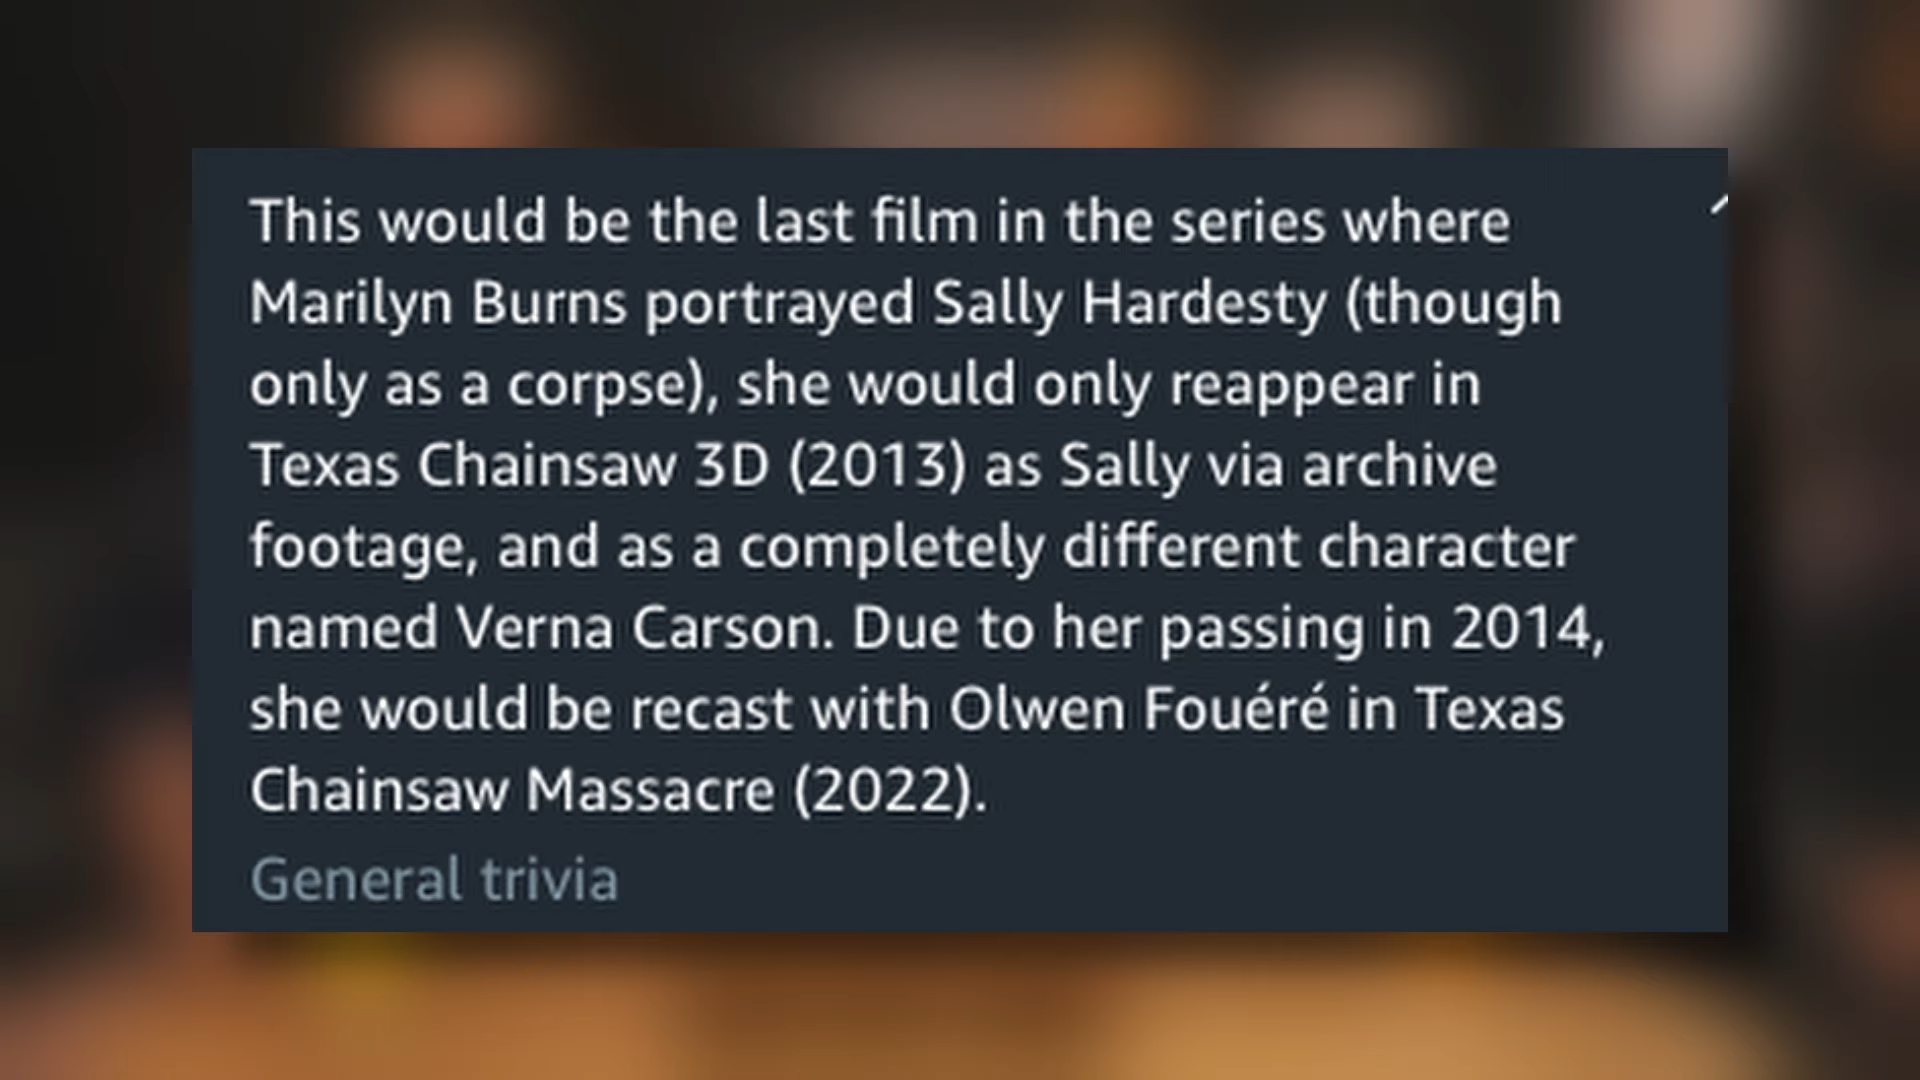 This would be the last film in the series where
Marilyn Burns portrayed Sally Hardesty (though
only as a corpse), she would only reappear in
Texas Chainsaw 3D (2013) as Sally via archive
footage, and as a completely different character
named Verna Carson. Due to her passing in 2014,
she would be recast with Olwen Fouéré in Texas
Chainsaw Massacre (2022).
General trivia